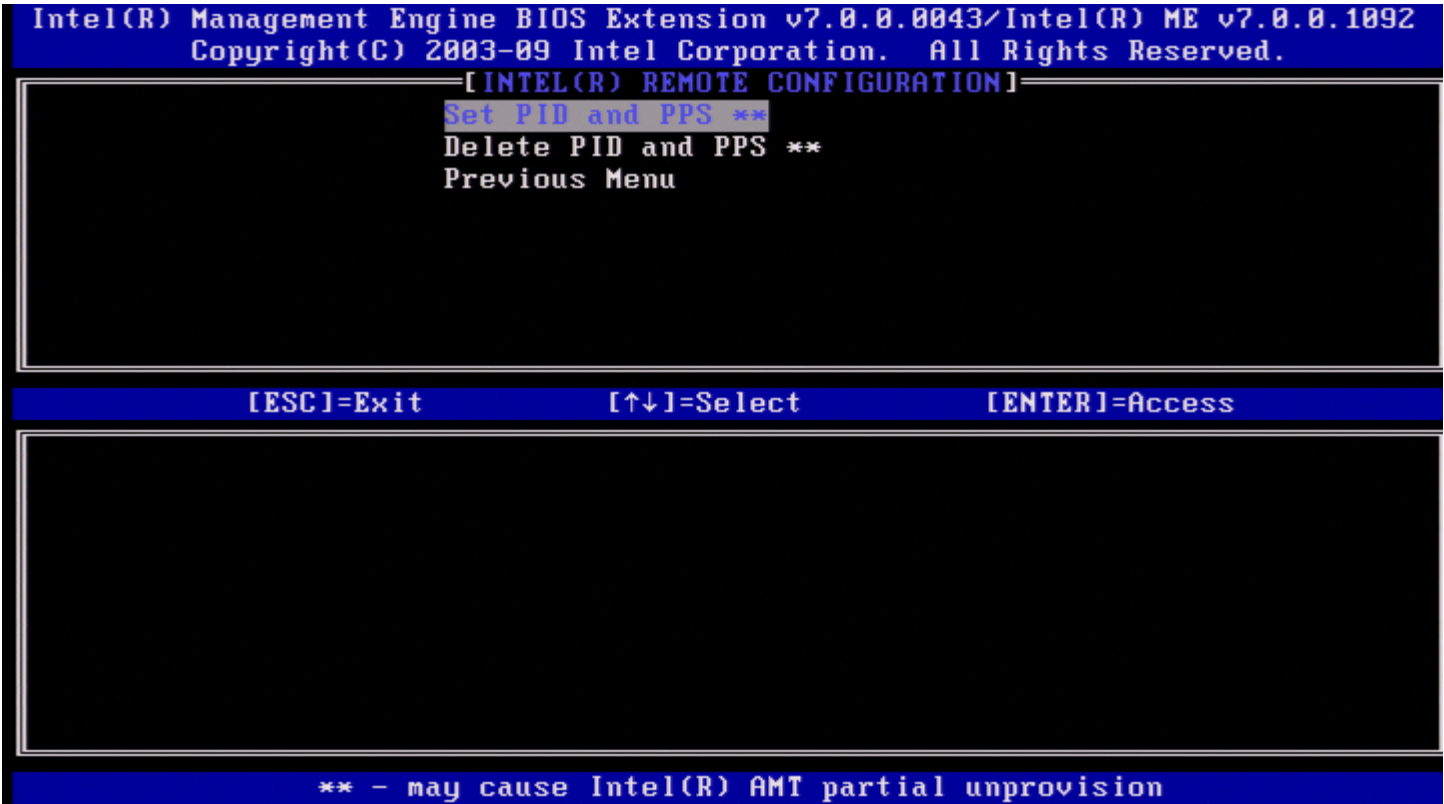 Intel(R) Management Engine BIOS Extension v7.0.0.0043/Intel(R) ME v7.0.0.1092
Copyright(C) 2003-09 Intel Corporation. All Rights Reserved.
[INTEL(R) REMOTE CONFIGURATION]
Set PID and PPS **
Delete PID and PPS **
Previous Menu
[ESC]=Exit [↑↓]=Select [ENTER]=Access
** - may cause Intel(R) AMT partial unprovision